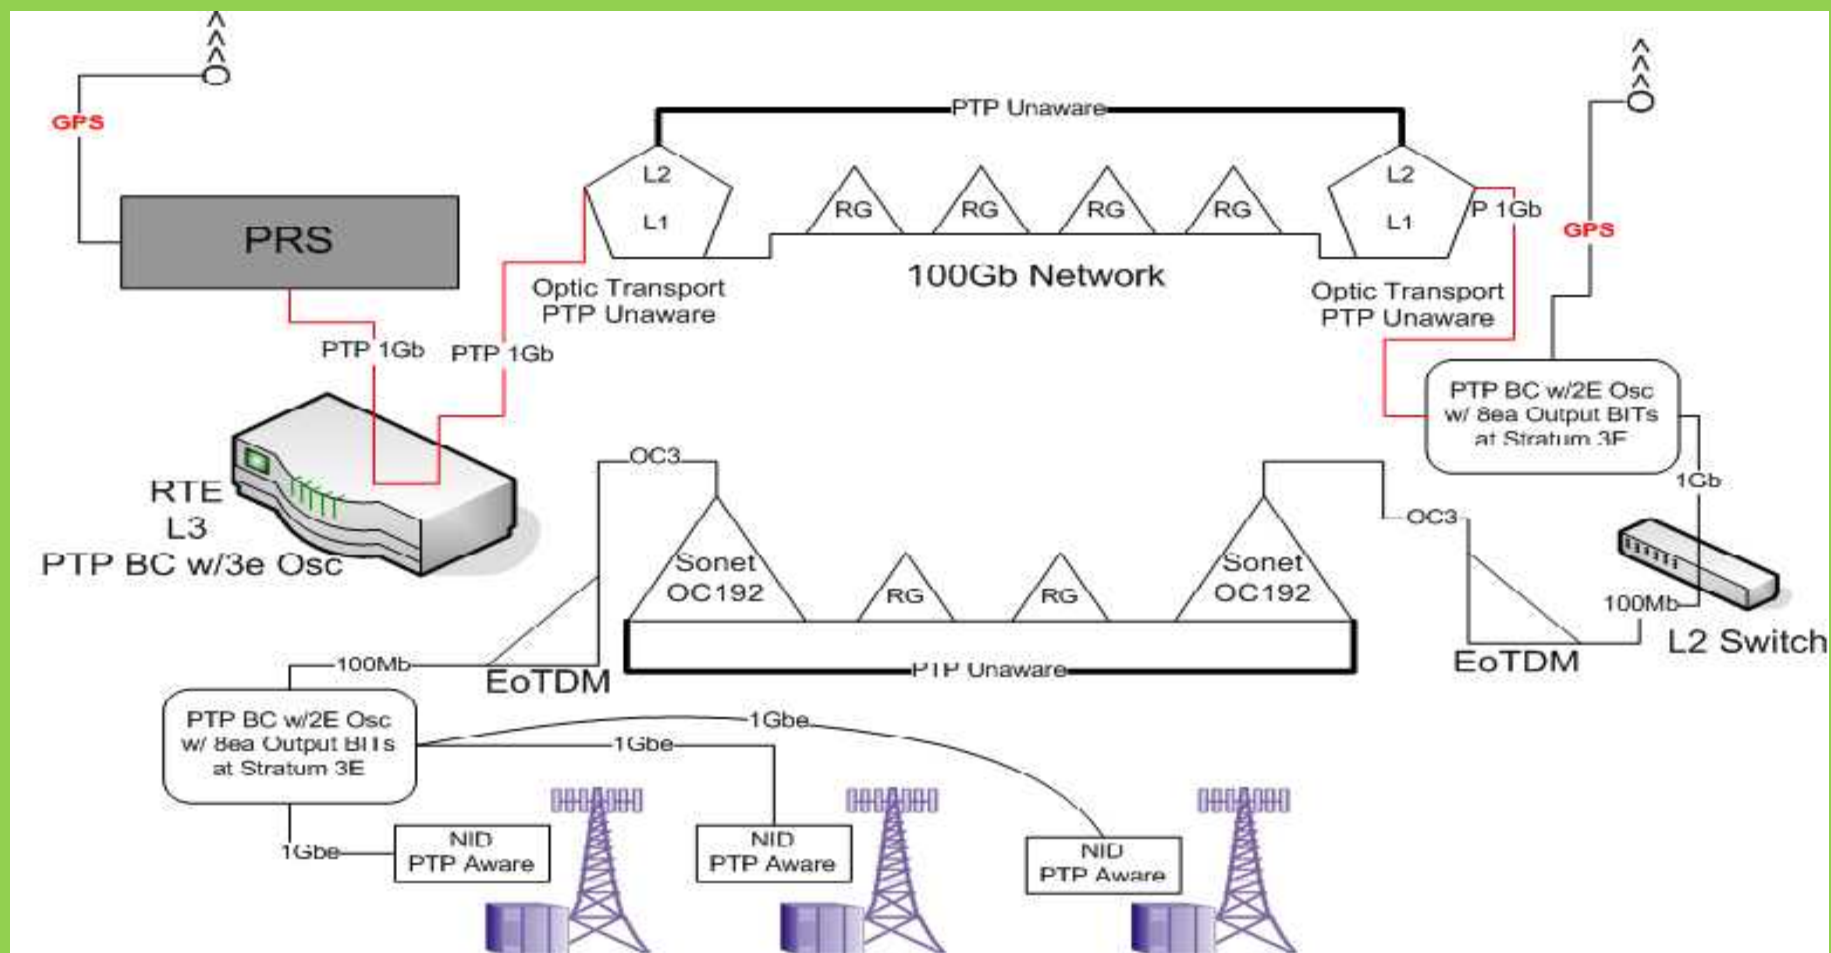 GPS
PRS
PTP 1Gb
PTP 1Gb
RTE
L3
PTP BC w/3e Osc
PTP Unaware
L2
L1
Optic Transport
PTP Unaware
RG
RG
RG
RG
100Gb Network
L2
L1
P 1Gb
Optic Transport
PTP Unaware
GPS
PTP BC w/2E Osc
w/ 8ea Output BITs
at Stratum 3E
1Gb
L2 Switch
100Mb
EoTDM
OC3
Sonet
OC192
RG
RG
Sonet
OC192
PTP Unaware
OC3
EoTDM
100Mb
PTP BC w/2E Osc
w/ 8ea Output BITs
at Stratum 3E
1Gbe
1Gbe
1Gbe
NID
PTP Aware
NID
PTP Aware
NID
PTP Aware